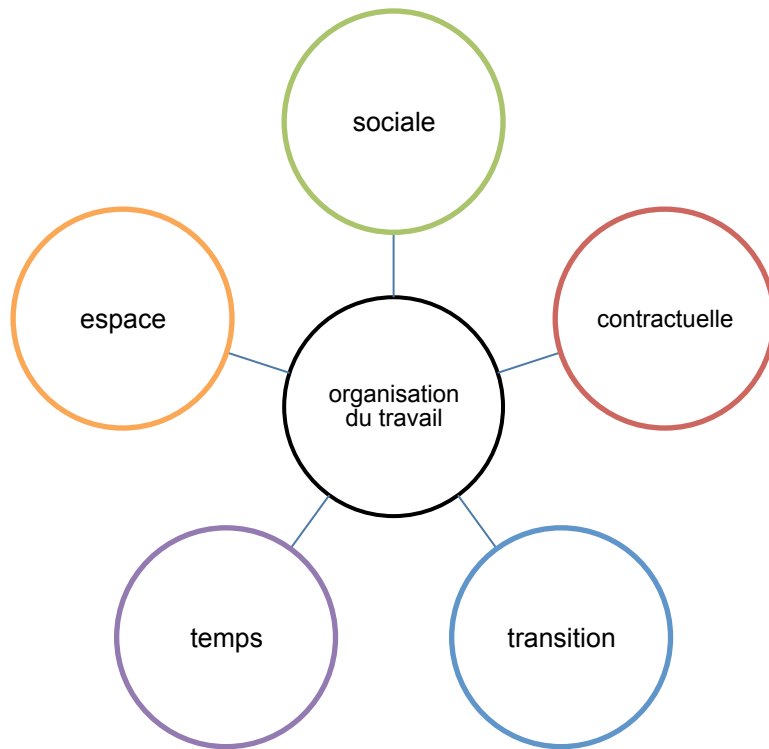 sociale
espace
contractuelle
organisation
du travail
temps
transition